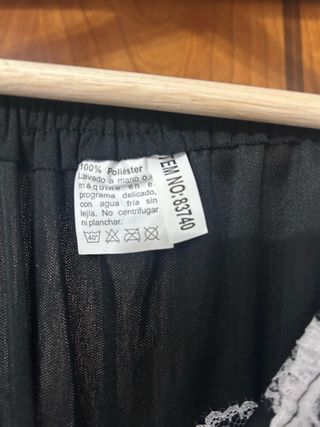 100% Poliéster
Lavado a mano o a
máquina en el
programa delicado,
con agua fría sin
lejía. No centrifugar
ni planchar.
40°
ITEM NO:83740